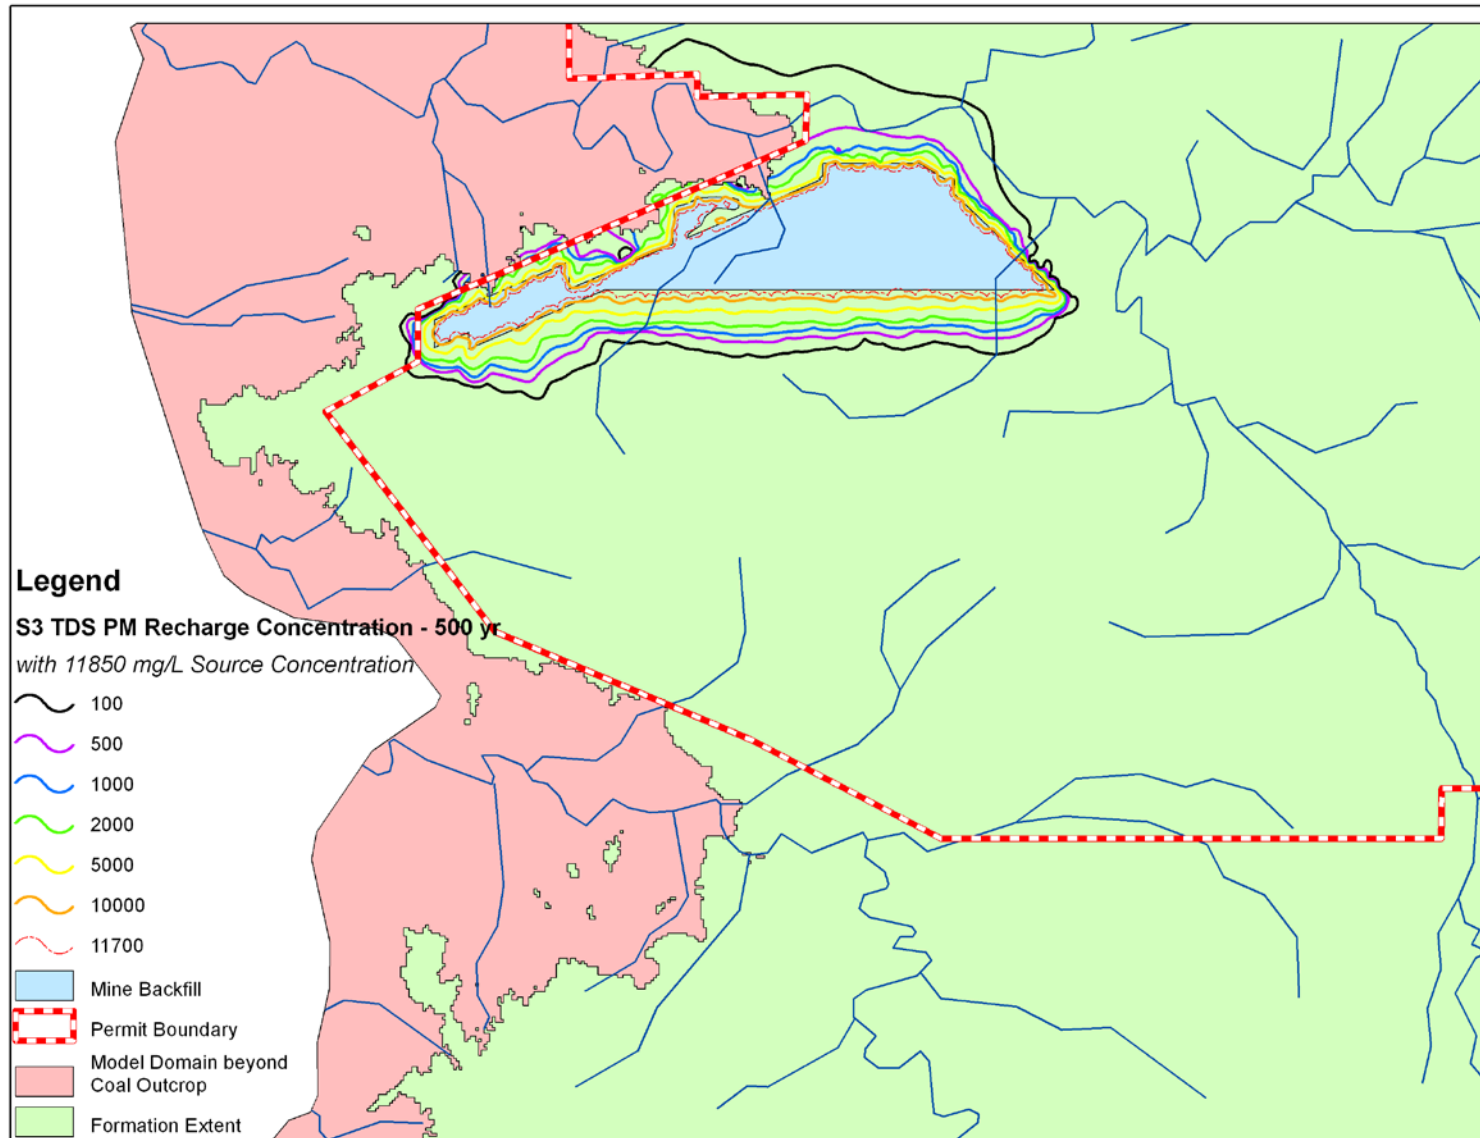 Legend
S3 TDS PM Recharge Concentration - 500 yr
with 11850 mg/L Source Concentration
100
500
1000
2000
5000
10000
11700
Mine Backfill
Permit Boundary
Model Domain beyond
Coal Outcrop
Formation Extent